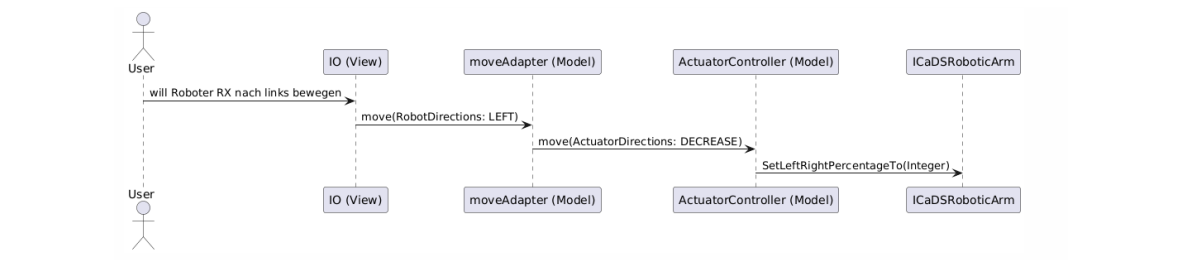 User
IO (View)
moveAdapter (Model)
ActuatorController (Model)
ICaDSRoboticArm
will Roboter RX nach links bewegen
move(RobotDirections: LEFT)
move(ActuatorDirections: DECREASE)
SetLeftRightPercentageTo(Integer)
User
IO (View)
moveAdapter (Model)
ActuatorController (Model)
ICaDSRoboticArm